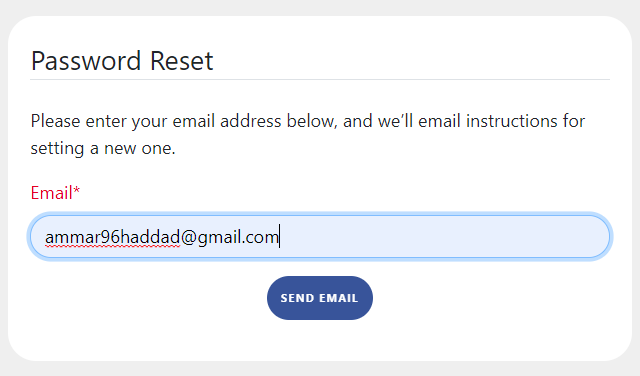 Password Reset
Please enter your email address below, and we’ll email instructions for
setting a new one.
Email*
ammar96haddad@gmail.com
SEND EMAIL